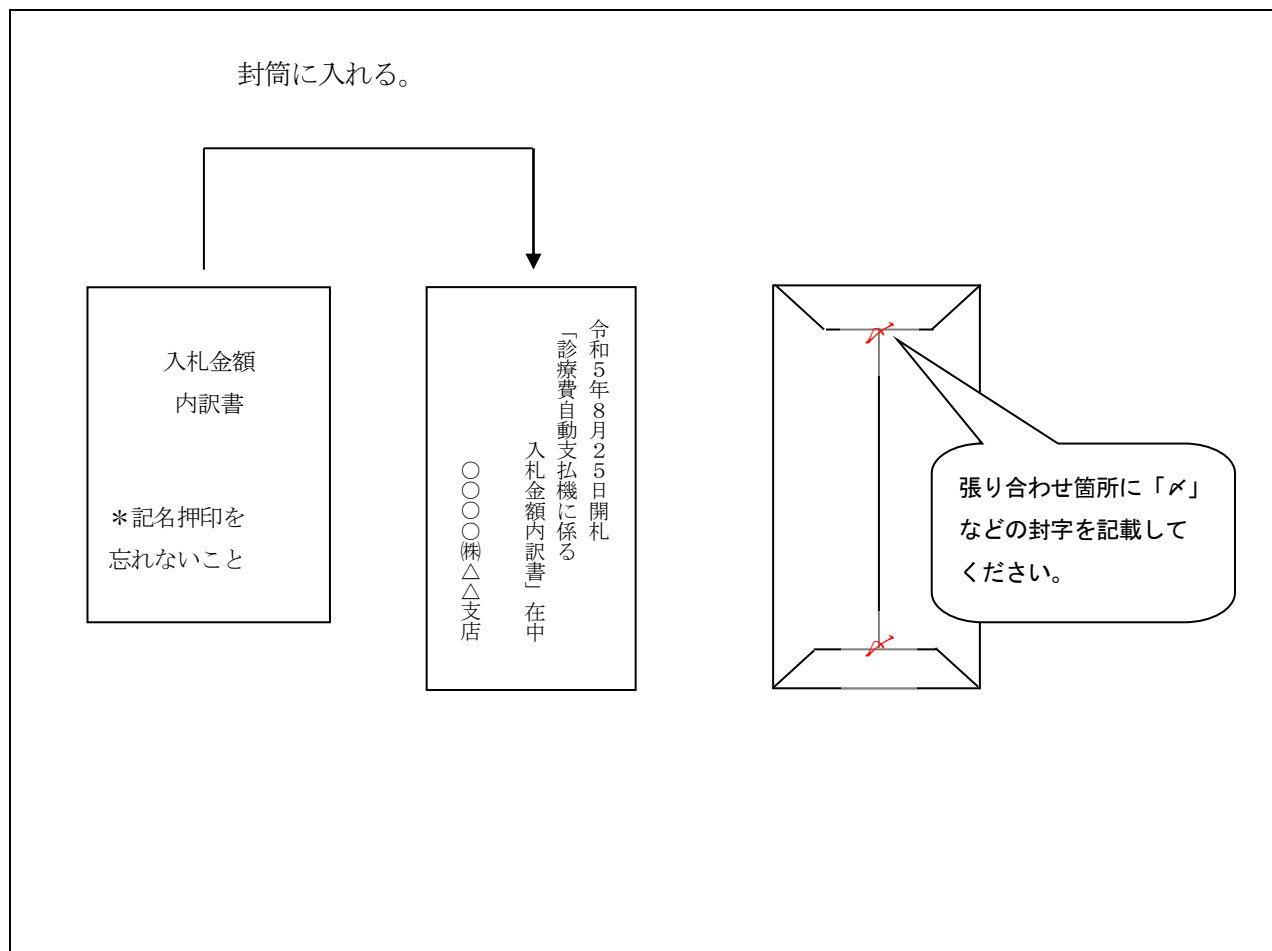 封筒に入れる。
入札金額
内訳書
＊記名押印を
忘れないこと
令和５年８月２５日開札
「診療費自動支払機に係る
入札金額内訳書」在中
○○○○㈱△△支店
〆
張り合わせ箇所に「〆」
などの封字を記載して
ください。
〆